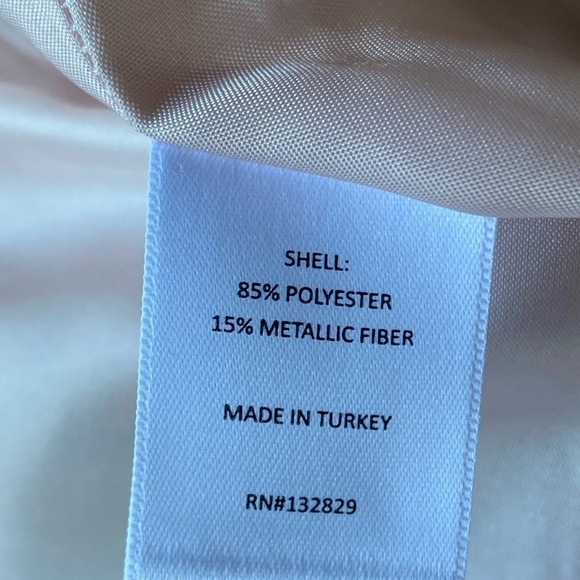 SHELL:
85% POLYESTER
15% METALLIC FIBER
MADE IN TURKEY
RN#132829